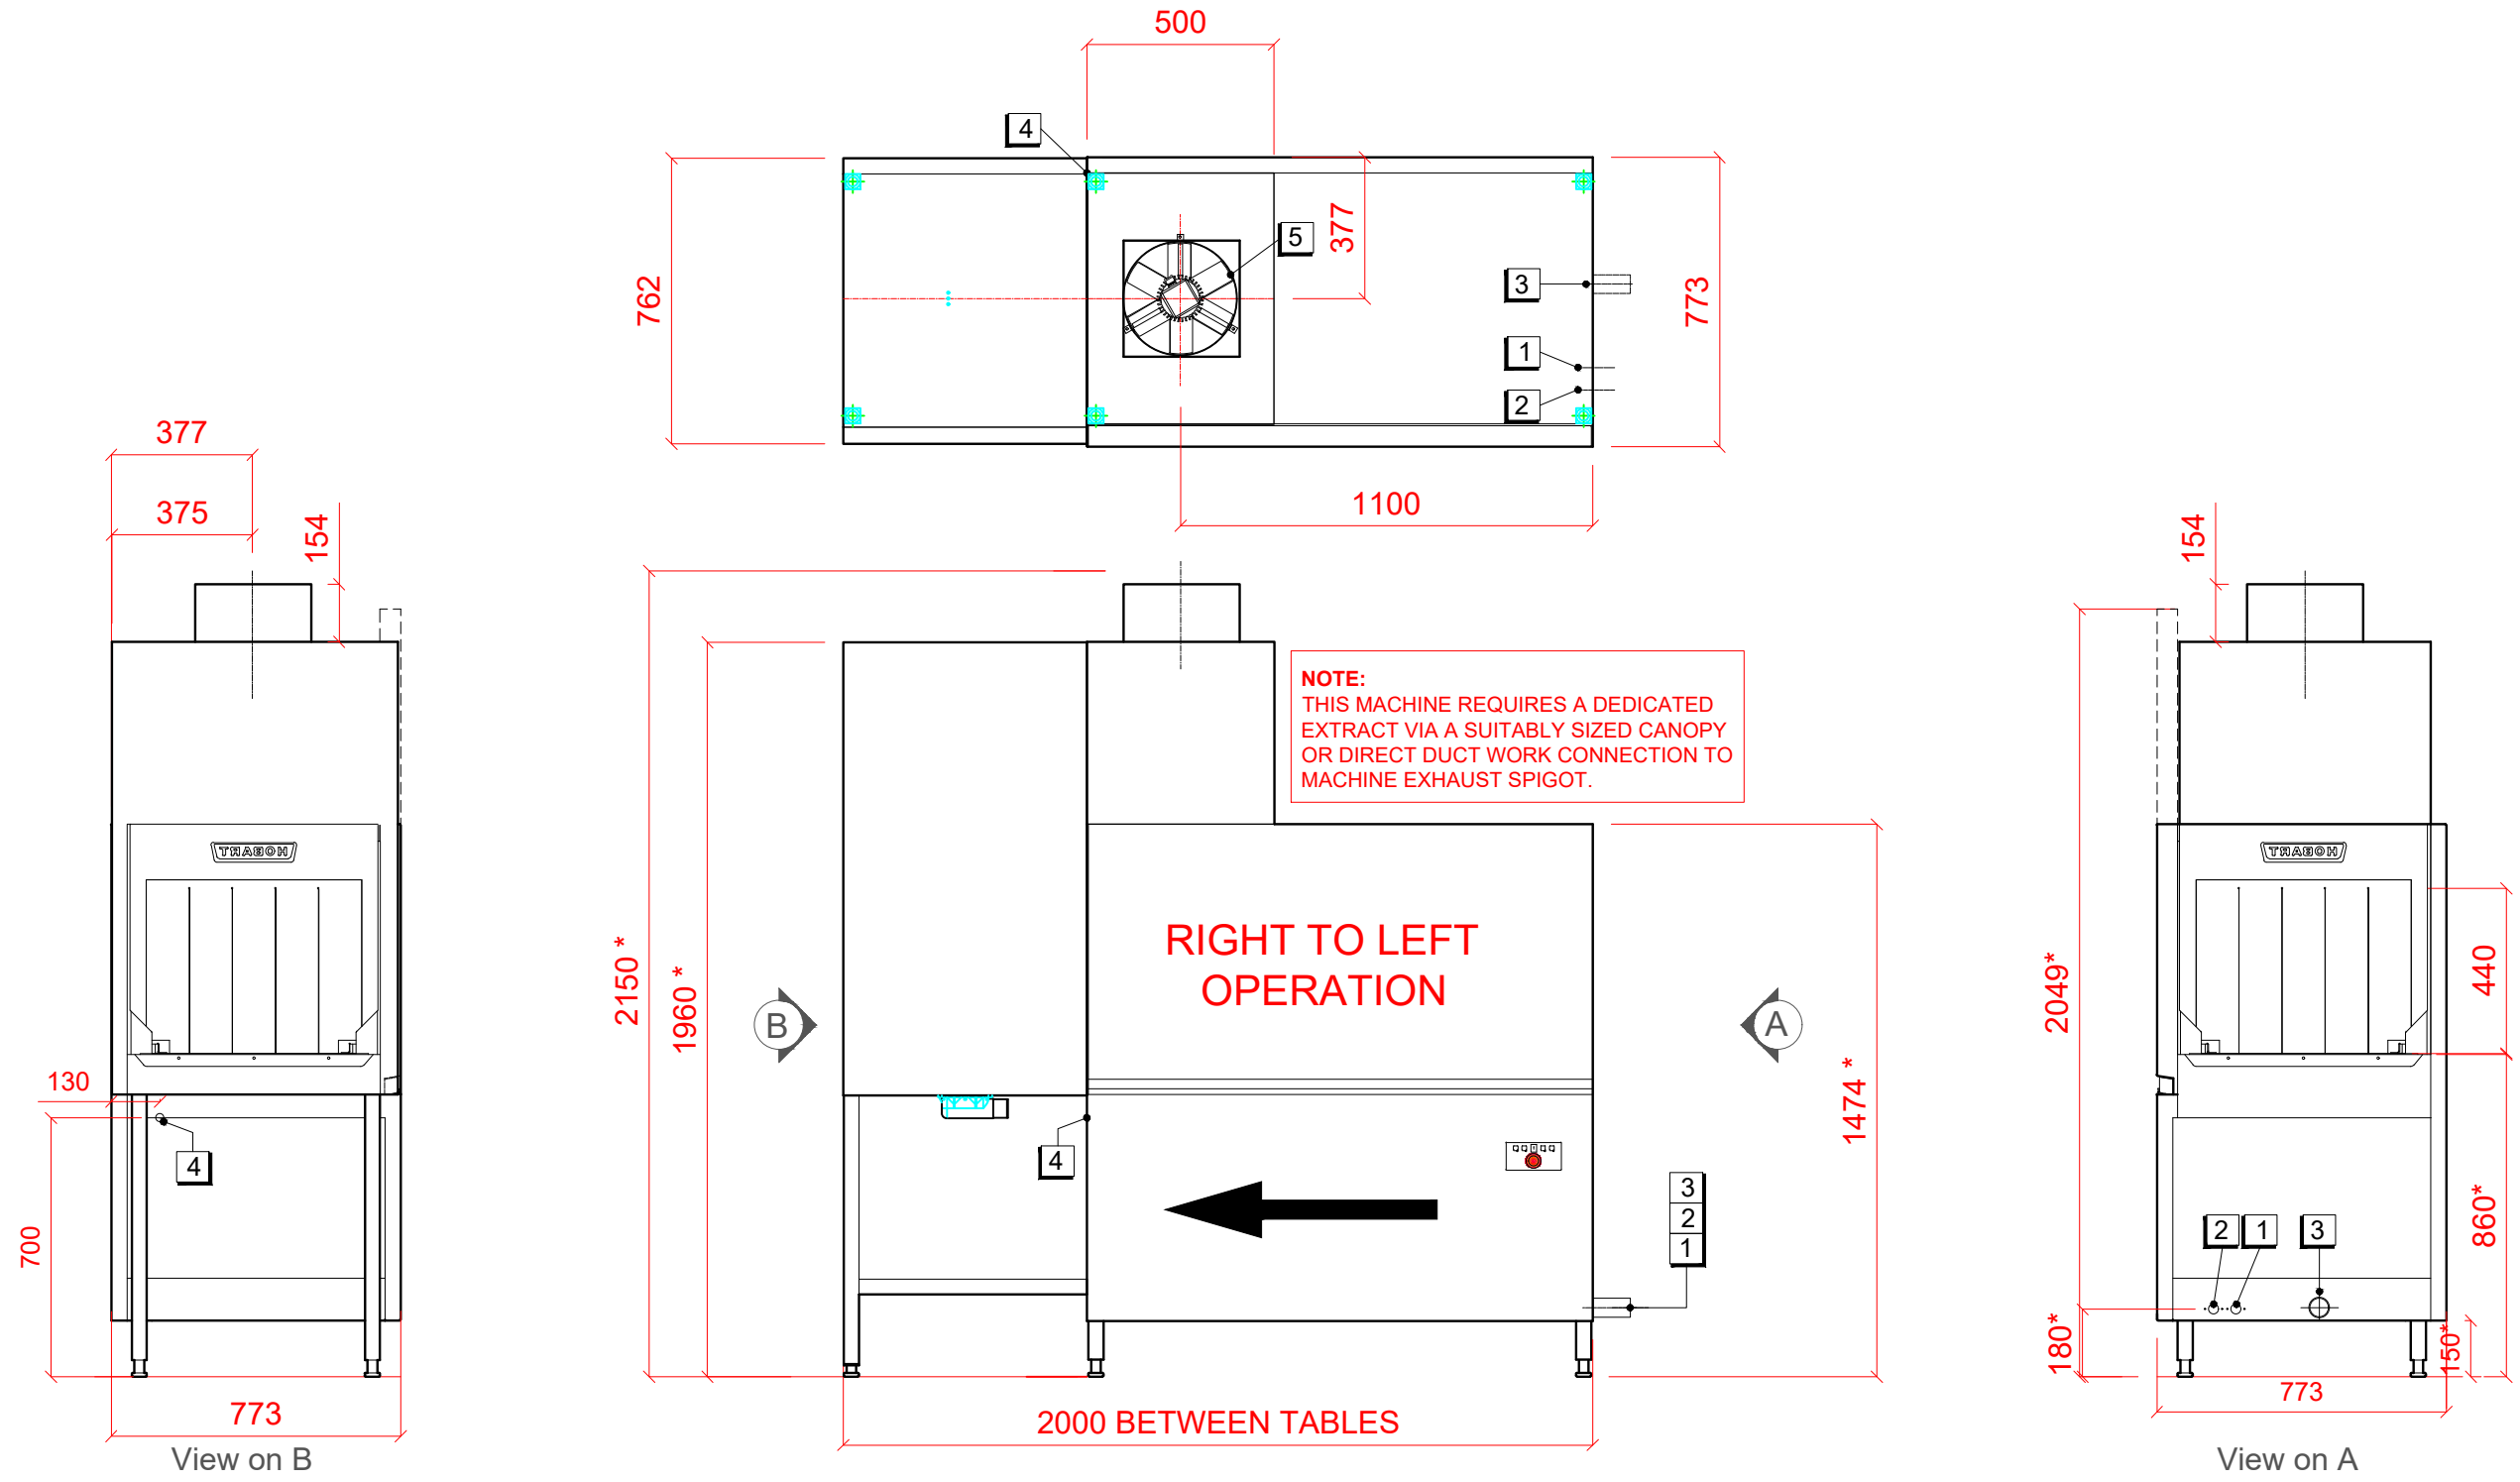 500
4
5
377
3
762
773
1
2
1100
377
375
154
154
NOTE:
THIS MACHINE REQUIRES A DEDICATED
EXTRACT VIA A SUITABLY SIZED CANOPY
OR DIRECT DUCT WORK CONNECTION TO
MACHINE EXHAUST SPIGOT.
HOBART
HOBART
RIGHT TO LEFT
OPERATION
2150 *
1960 *
B
A
2049*
440
1474 *
130
4
4
700
3
2
1
2 1 3
860*
180*
150*
773
2000 BETWEEN TABLES
773
View on B
View on A